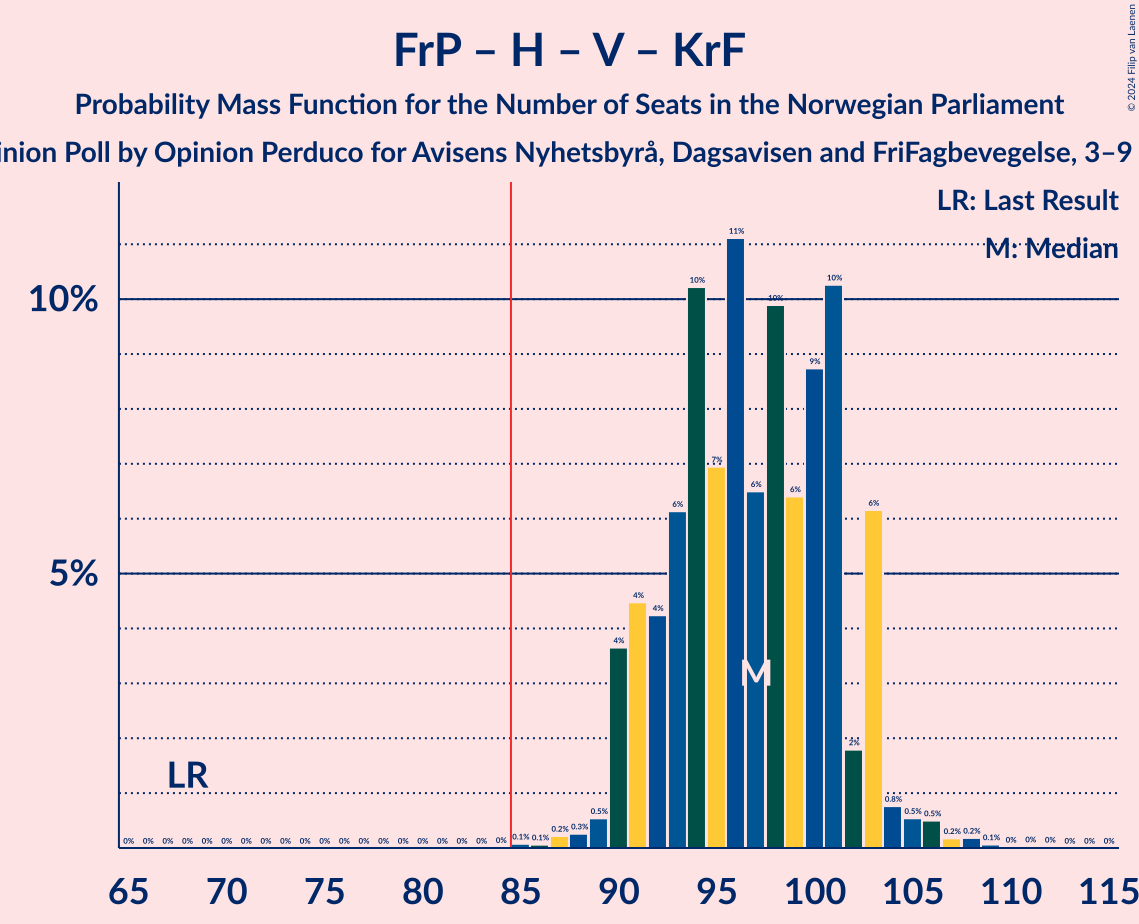 FrP – H – V – KrF
Probability Mass Function for the Number of Seats in the Norwegian Parliament
Poll by Opinion Perduco for Avisens Nyhetsbyrå, Dagsavisen and FriFagbevegelse, 3–9
© 2024 Filip van Laenen
LR: Last Result
M: Median
10%
5%
0% 0% 0% 0% 0% 0% 0% 0% 0% 0% 0% 0% 0% 0% 0% 0% 0% 0% 0% 0% 0.1% 0.1% 0.2% 0.3% 0.5% 4% 4% 4% 6% 10% 7% 11% 6% 10% 6% 9% 10% 2% 6% 0.8% 0.5% 0.5% 0.2% 0.2% 0.1% 0% 0% 0% 0% 0% 0%
M
LR
65 70 75 80 85 90 95 100 105 110 115